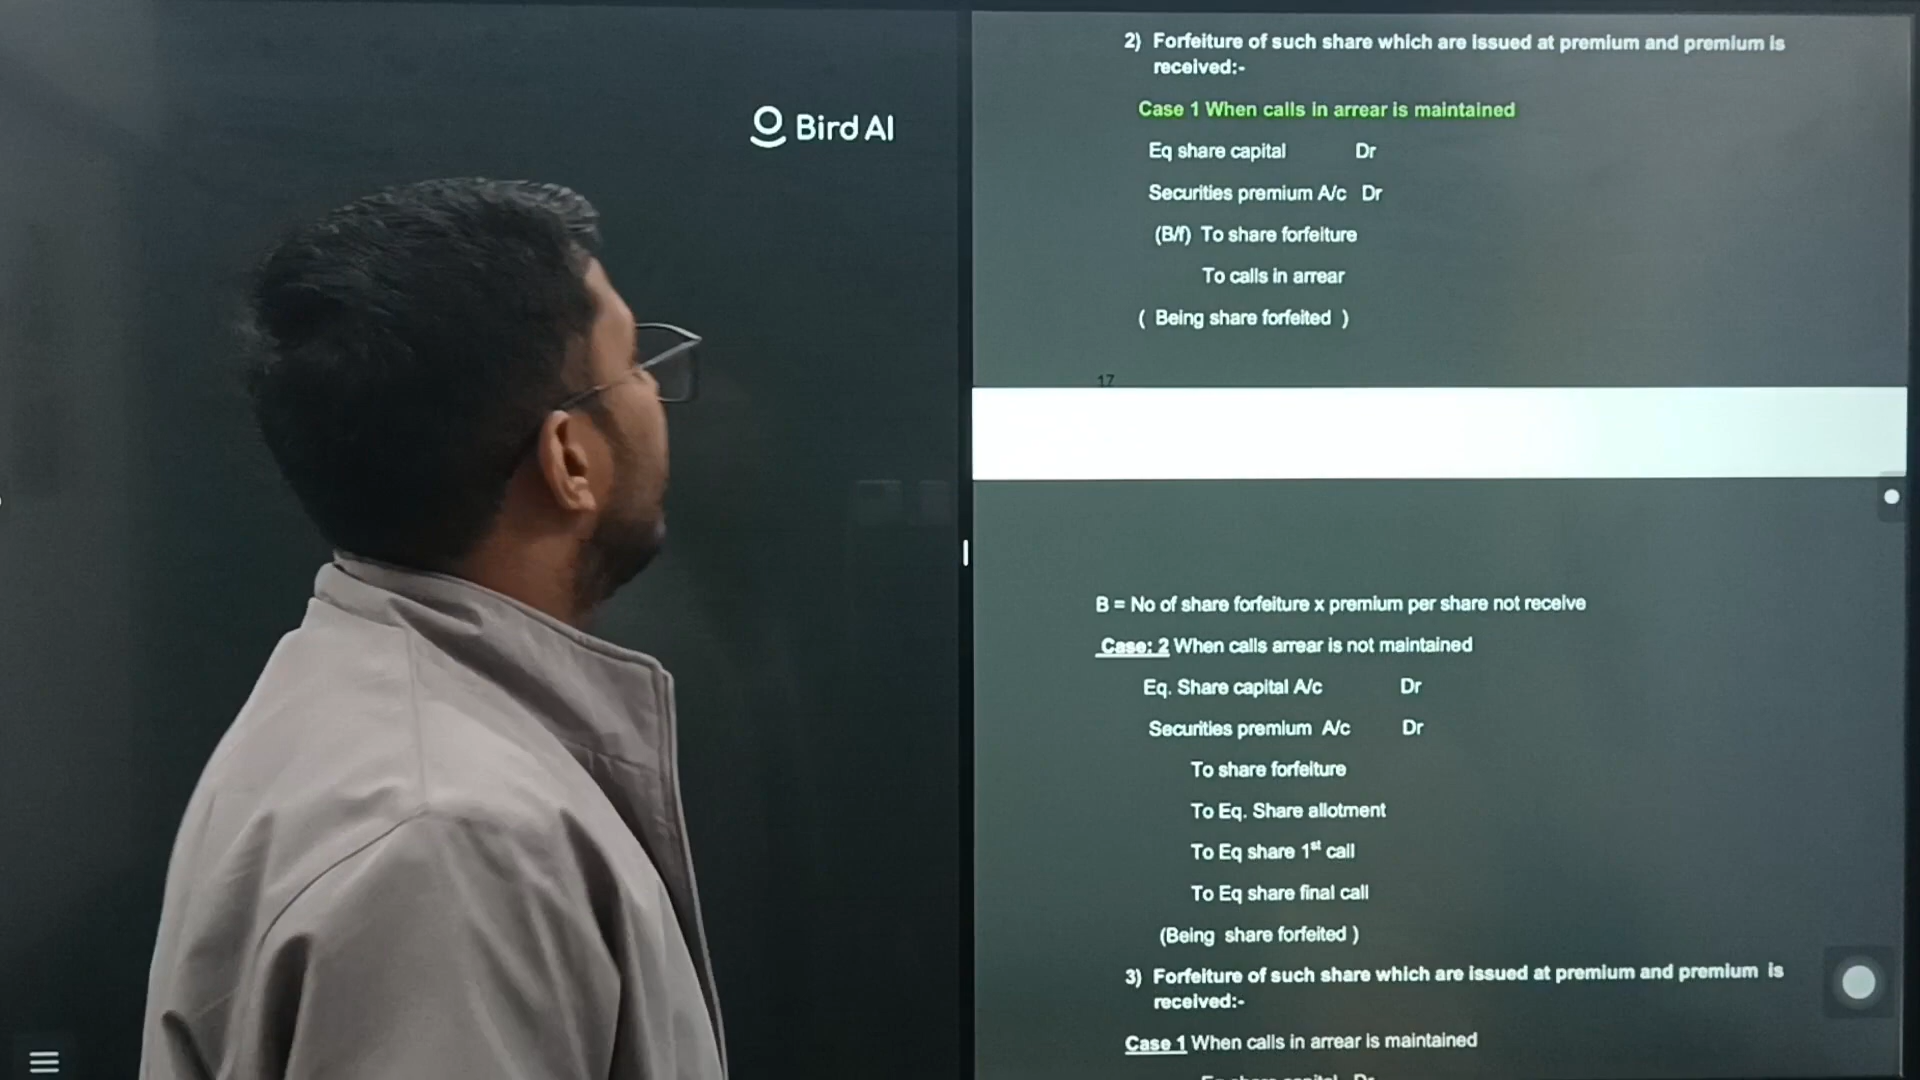 Bird AI
2) Forfeiture of such share which are issued at premium and premium is
received:-
Case 1 When calls in arrear is maintained
Eq share capital Dr
Securities premium A/c Dr
(B/f) To share forfeiture
To calls in arrear
( Being share forfeited )
17
B = No of share forfeiture x premium per share not receive
Case: 2 When calls arrear is not maintained
Eq. Share capital A/c Dr
Securities premium A/c Dr
To share forfeiture
To Eq. Share allotment
To Eq share 1st call
To Eq share final call
(Being share forfeited )
3) Forfeiture of such share which are issued at premium and premium is
received:-
Case 1 When calls in arrear is maintained